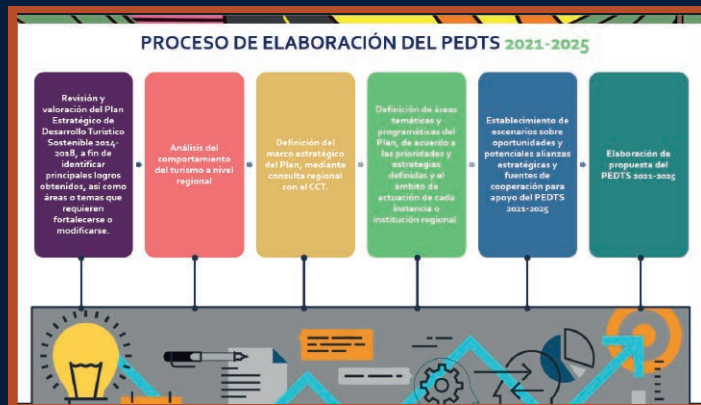 PROCESO DE ELABORACIÓN DEL PEDTS 2021-2025
Revisión y
valoración del Plan
Estratégico de
Desarrollo Turístico
Sostenible 2014-
2018, a fin de
identificar
principales logros
obtenidos, así como
áreas o temas que
requieren
fortalecerse o
modificarse.
Análisis del
comportamiento
del turismo a nivel
regional
Definición del
marco estratégico
del Plan, mediante
consulta regional
con el CCT.
Definición de áreas
temáticas y
programáticas del
Plan, de acuerdo a
las prioridades y
estrategias
definidas y el
ámbito de
actuación de cada
instancia o
institución regional.
Establecimiento de
escenarios sobre
oportunidades y
potenciales alianzas
estratégicas y
fuentes de
cooperación para
apoyo del PEDTS
2021-2025
Elaboración de
propuesta del
PEDTS 2021-2025